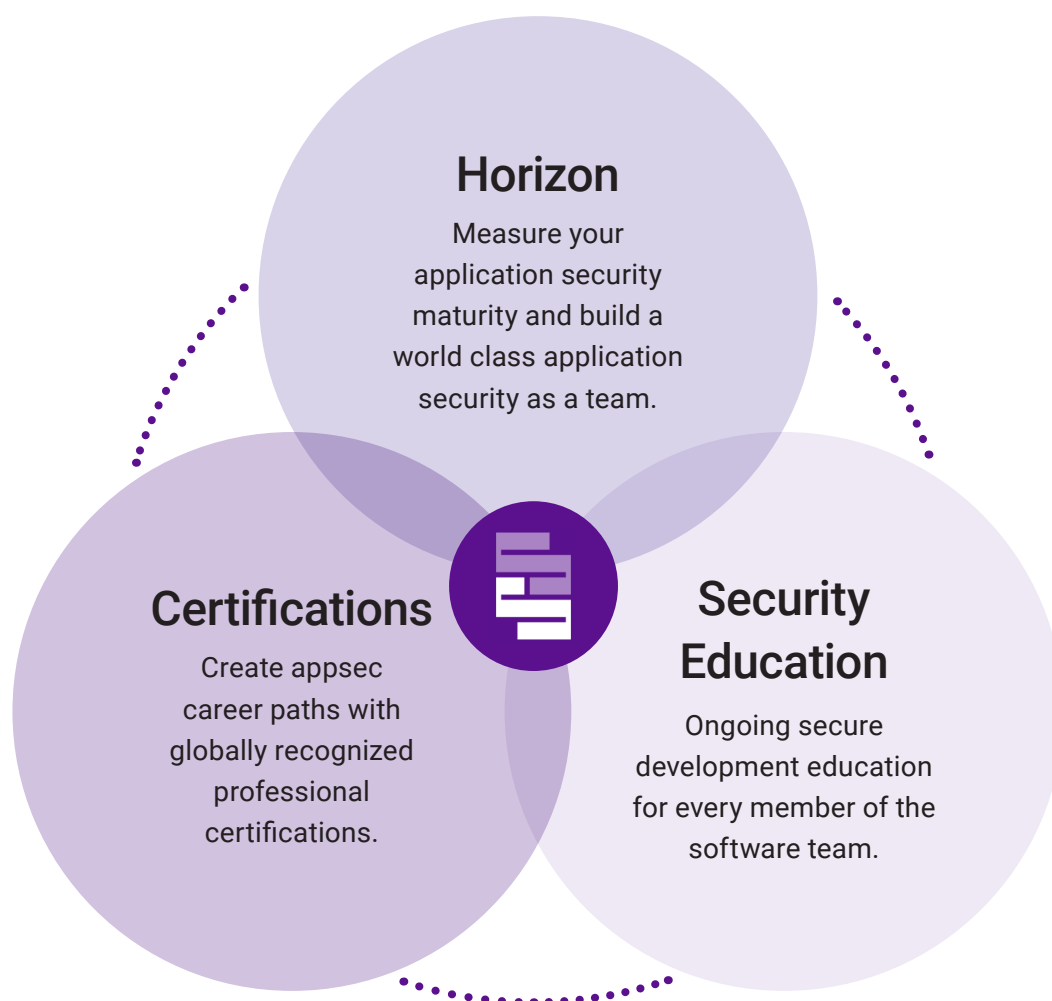 Horizon
Measure your
application security
maturity and build a
world class application
security as a team.
Certifications
Create appsec
career paths with
globally recognized
professional
certifications.
Security
Education
Ongoing secure
development education
for every member of the
software team.